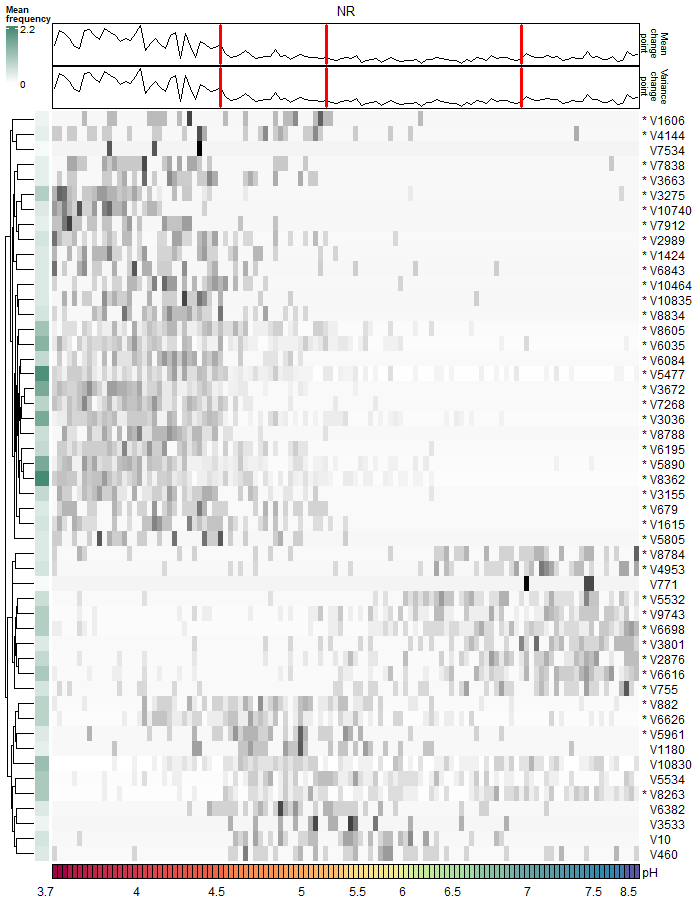 Mean
frequency
2.2
0
NR
Mean
change
point
Variance
change
point
* V1606
* V4144
V7534
* V7838
* V3663
* V3275
* V10740
* V7912
* V2989
* V1424
* V6843
* V10464
* V10835
* V8834
* V8605
* V6035
* V6084
* V5477
* V3672
* V7268
* V3036
* V8788
* V6195
* V5890
* V8362
* V3155
* V679
* V1615
* V5805
* V8784
* V4953
V771
* V5532
* V9743
* V6698
* V3801
* V2876
* V6616
* V755
* V882
* V6626
* V5961
V1180
V10830
V5534
* V8263
V6382
V3533
V10
V460
pH
3.7 4 4.5 5 5.5 6 6.5 7 7.5 8.5